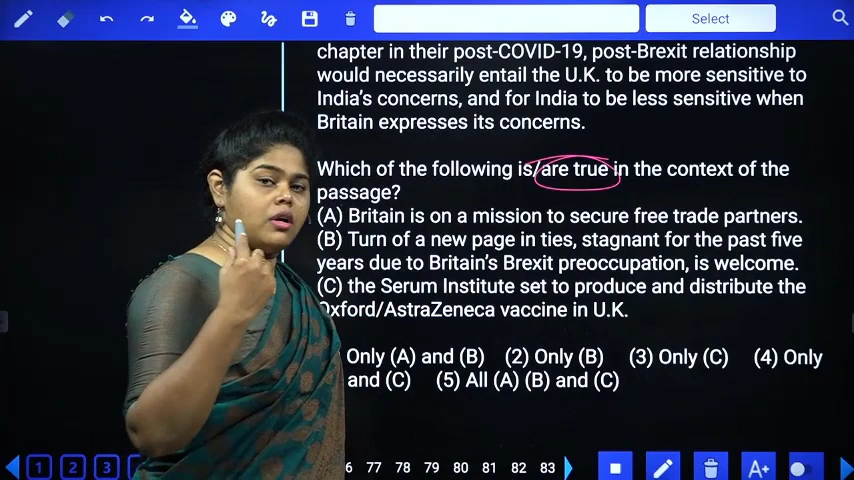 Select
chapter in their post-COVID-19, post-Brexit relationship
would necessarily entail the U.K. to be more sensitive to
India's concerns, and for India to be less sensitive when
Britain expresses its concerns.
Which of the following is/are true in the context of the
passage?
(A) Britain is on a mission to secure free trade partners.
(B) Turn of a new page in ties, stagnant for the past five
years due to Britain's Brexit preoccupation, is welcome.
(C) the Serum Institute set to produce and distribute the
Oxford/AstraZeneca vaccine in U.K.
Only (A) and (B) (2) Only (B) (3) Only (C) (4) Only
and (C) (5) All (A) (B) and (C)
1 2 3 6 77 78 79 80 81 82 83 A+